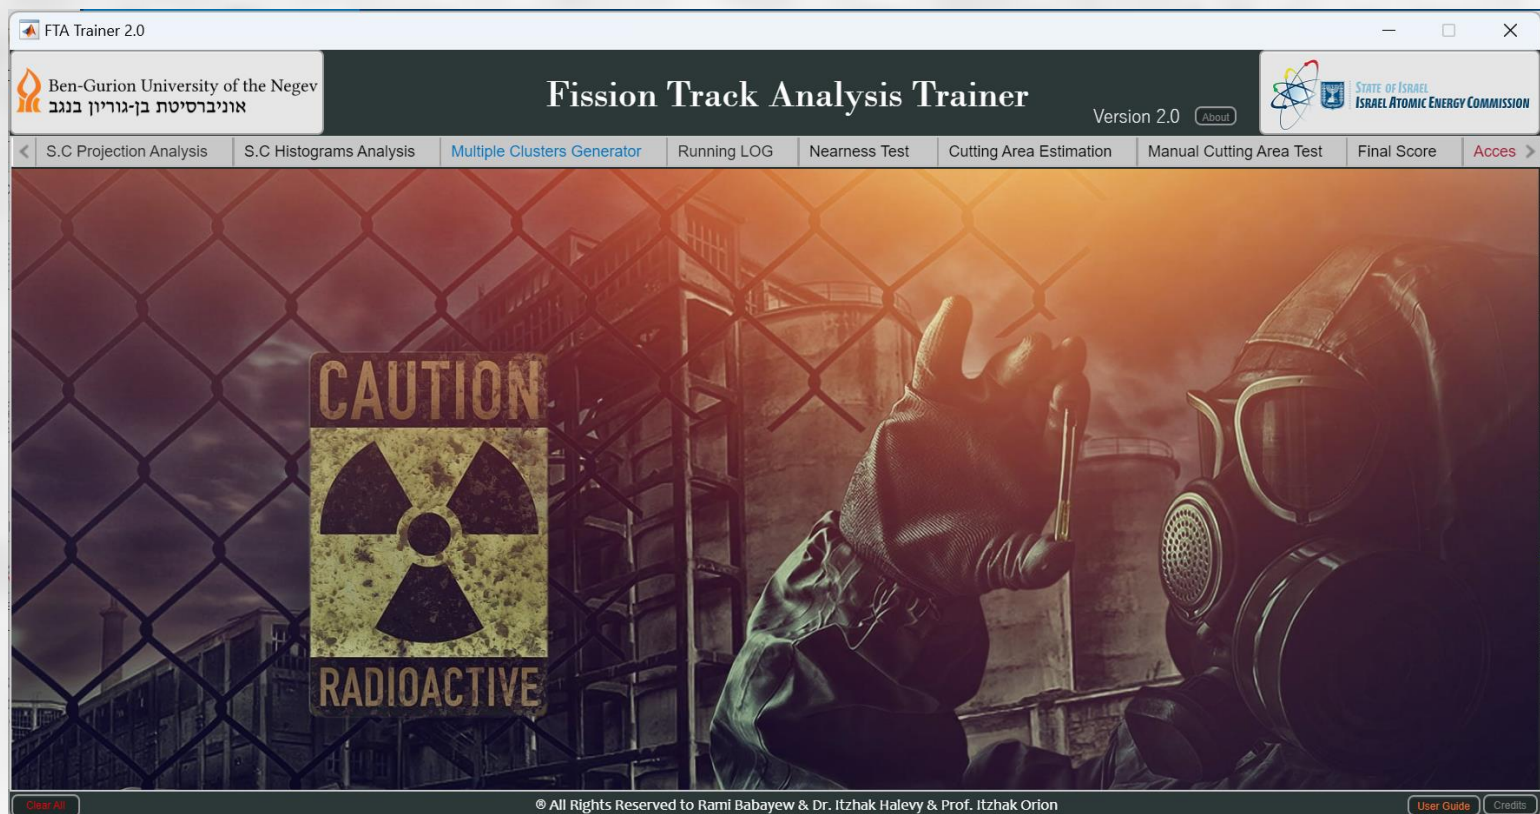 FTA Trainer 2.0
Ben-Gurion University of the Negev
אוניברסיטת בן-גוריון בנגב
Fission Track Analysis Trainer
Version 2.0 About
STATE OF ISRAEL
ISRAEL ATOMIC ENERGY COMMISSION
S.C Projection Analysis S.C Histograms Analysis Multiple Clusters Generator Running LOG Nearness Test Cutting Area Estimation Manual Cutting Area Test Final Score Acces
CAUTION
RADIOACTIVE
Clear All ® All Rights Reserved to Rami Babayew & Dr. Itzhak Halevy & Prof. Itzhak Orion User Guide Credits